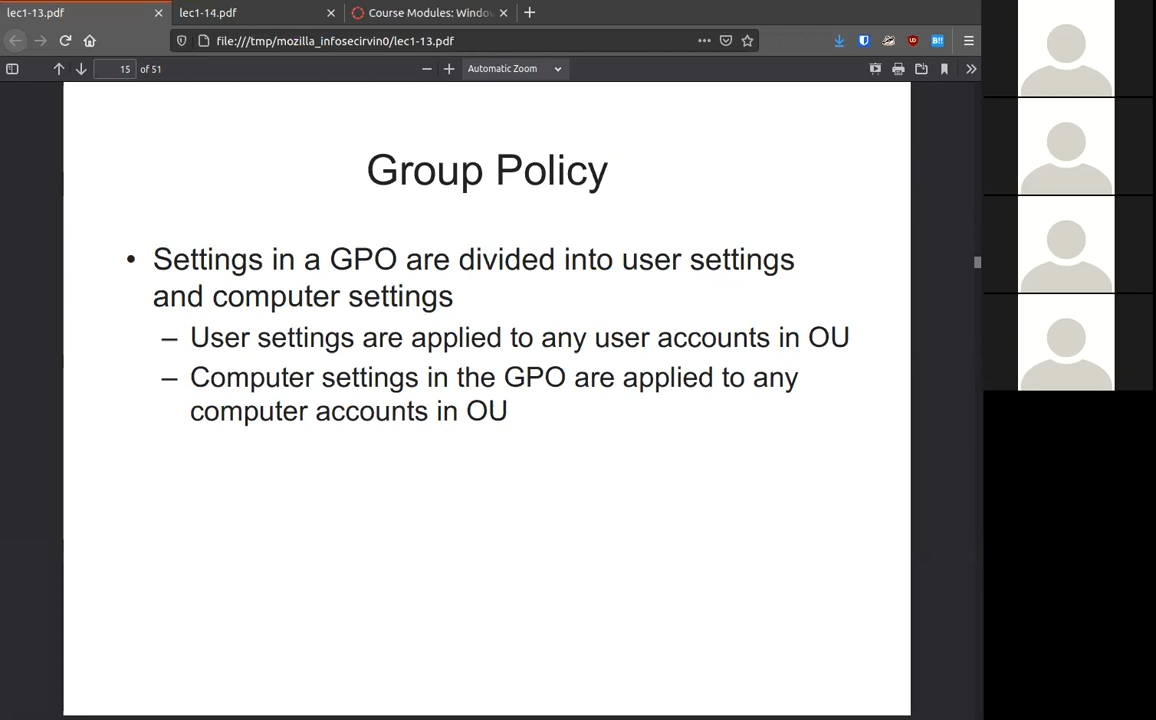 lec1-13.pdf
lec1-14.pdf
Course Modules: Windo
file:///tmp/mozilla_infosecirvin0/lec1-13.pdf
15 of 51
Automatic Zoom
Group Policy
• Settings in a GPO are divided into user settings
and computer settings
– User settings are applied to any user accounts in OU
– Computer settings in the GPO are applied to any
computer accounts in OU